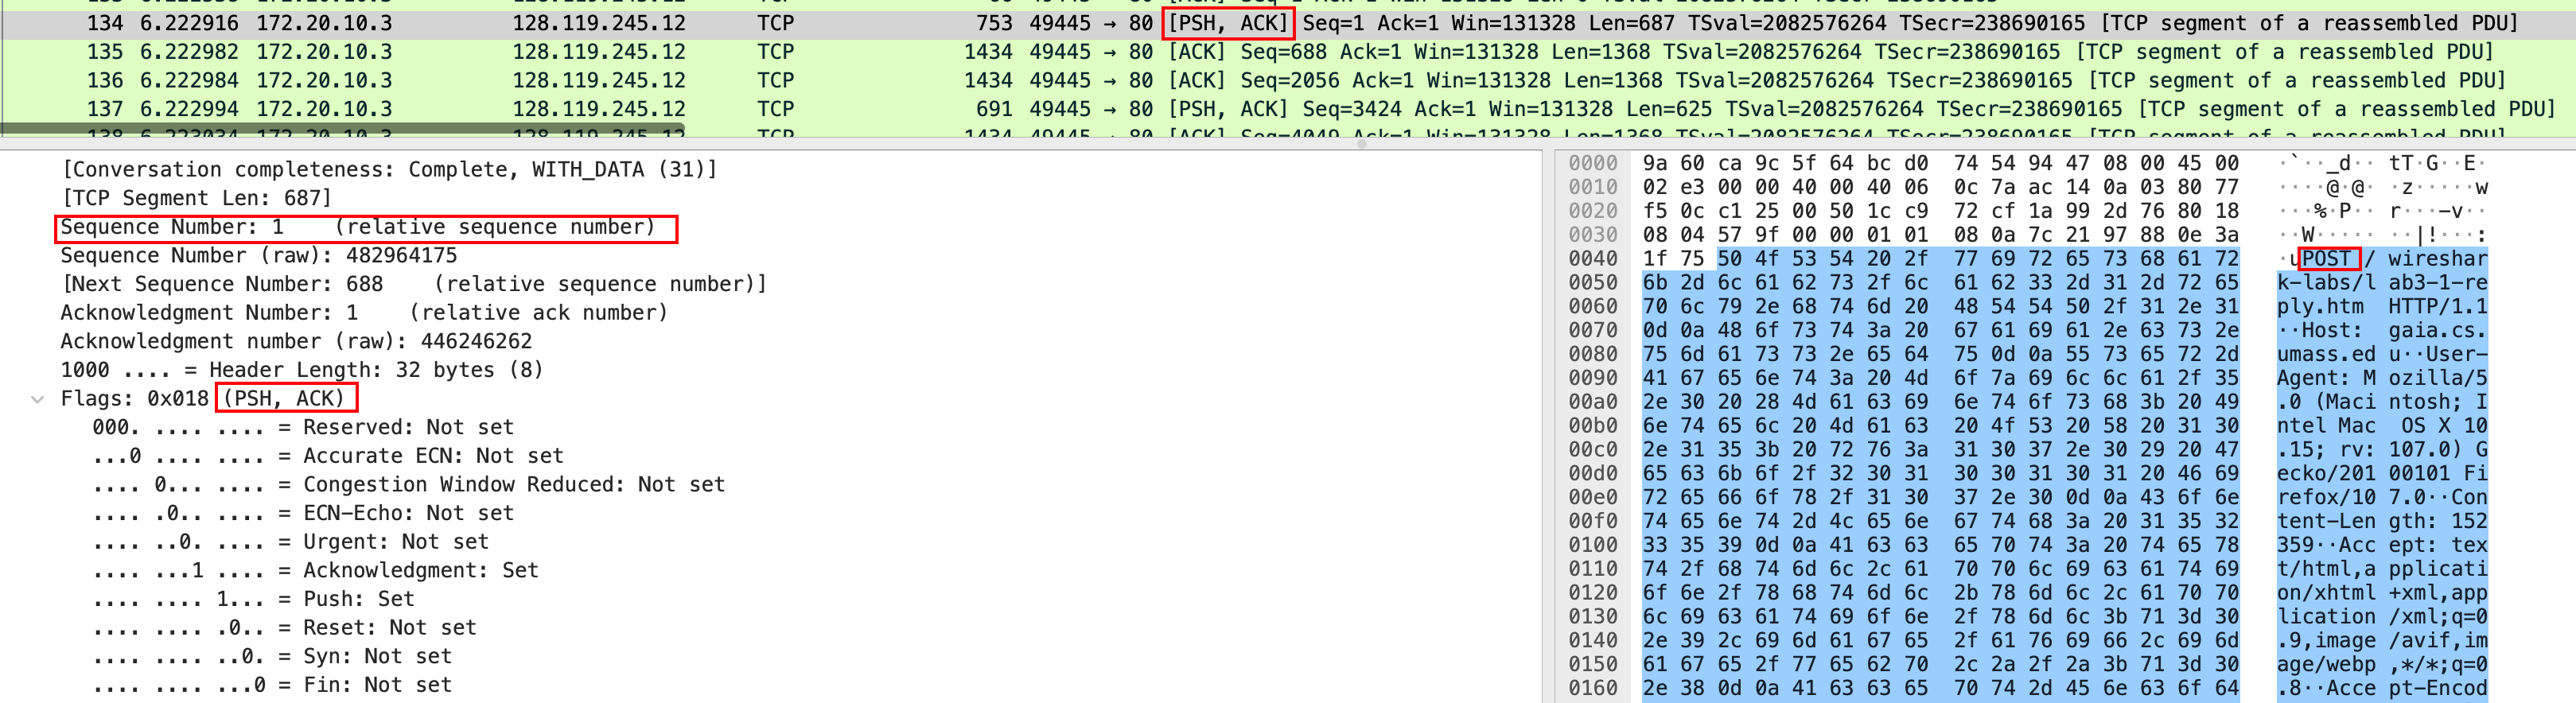 134 6.222916 172.20.10.3 128.119.245.12 TCP 753 49445 → 80 [PSH, ACK] Seq=1 Ack=1 Win=131328 Len=687 TSval=2082576264 TSecr=238690165 [TCP segment of a reassembled PDU]
135 6.222982 172.20.10.3 128.119.245.12 TCP 1434 49445 → 80 [ACK] Seq=688 Ack=1 Win=131328 Len=1368 TSval=2082576264 TSecr=238690165 [TCP segment of a reassembled PDU]
136 6.222984 172.20.10.3 128.119.245.12 TCP 1434 49445 → 80 [ACK] Seq=2056 Ack=1 Win=131328 Len=1368 TSval=2082576264 TSecr=238690165 [TCP segment of a reassembled PDU]
137 6.222994 172.20.10.3 128.119.245.12 TCP 691 49445 → 80 [PSH, ACK] Seq=3424 Ack=1 Win=131328 Len=625 TSval=2082576264 TSecr=238690165 [TCP segment of a reassembled PDU]
138 6.223034 172.20.10.3 128.119.245.12 TCP 1434 49445 → 80 [ACK] Seq=4049 Ack=1 Win=131328 Len=1368 TSval=2082576264 TSecr=238690165 [TCP segment of a reassembled PDU]
[Conversation completeness: Complete, WITH_DATA (31)]
[TCP Segment Len: 687]
Sequence Number: 1 (relative sequence number)
Sequence Number (raw): 482964175
[Next Sequence Number: 688 (relative sequence number)]
Acknowledgment Number: 1 (relative ack number)
Acknowledgment number (raw): 446246262
1000 .... = Header Length: 32 bytes (8)
Flags: 0x018 (PSH, ACK)
000. .... .... = Reserved: Not set
...0 .... .... = Accurate ECN: Not set
.... 0... .... = Congestion Window Reduced: Not set
.... .0.. .... = ECN-Echo: Not set
.... ..0. .... = Urgent: Not set
.... ...1 .... = Acknowledgment: Set
.... .... 1... = Push: Set
.... .... .0.. = Reset: Not set
.... .... ..0. = Syn: Not set
.... .... ...0 = Fin: Not set
0000 9a 60 ca 9c 5f 64 bc d0 74 54 94 47 08 00 45 00 ·`··_d·· tT·G··E·
0010 02 e3 00 00 40 00 40 06 0c 7a ac 14 0a 03 80 77 ····@·@· ·z·····w
0020 f5 0c c1 25 00 50 1c c9 72 cf 1a 99 2d 76 80 18 ···%·P·· r···-v··
0030 08 04 57 9f 00 00 01 01 08 0a 7c 21 97 88 0e 3a ··W····· ··|!···:
0040 1f 75 50 4f 53 54 20 2f 77 69 72 65 73 68 61 72 ·uPOST / wireshar
0050 6b 2d 6c 61 62 73 2f 6c 61 62 33 2d 31 2d 72 65 k-labs/l ab3-1-re
0060 70 6c 79 2e 68 74 6d 20 48 54 54 50 2f 31 2e 31 ply.htm HTTP/1.1
0070 0d 0a 48 6f 73 74 3a 20 67 61 69 61 2e 63 73 2e ··Host: gaia.cs.
0080 75 6d 61 73 73 2e 65 64 75 0d 0a 55 73 65 72 2d umass.ed u··User-
0090 41 67 65 6e 74 3a 20 4d 6f 7a 69 6c 6c 61 2f 35 Agent: M ozilla/5
00a0 2e 30 20 28 4d 61 63 69 6e 74 6f 73 68 3b 20 49 .0 (Maci ntosh; I
00b0 6e 74 65 6c 20 4d 61 63 20 4f 53 20 58 20 31 30 ntel Mac OS X 10
00c0 2e 31 35 3b 20 72 76 3a 31 30 37 2e 30 29 20 47 .15; rv: 107.0) G
00d0 65 63 6b 6f 2f 32 30 31 30 30 31 30 31 20 46 69 ecko/201 00101 Fi
00e0 72 65 66 6f 78 2f 31 30 37 2e 30 0d 0a 43 6f 6e refox/10 7.0··Con
00f0 74 65 6e 74 2d 4c 65 6e 67 74 68 3a 20 31 35 32 tent-Len gth: 152
0100 33 35 39 0d 0a 41 63 63 65 70 74 3a 20 74 65 78 359··Acc ept: tex
0110 74 2f 68 74 6d 6c 2c 61 70 70 6c 69 63 61 74 69 t/html,a pplicati
0120 6f 6e 2f 78 68 74 6d 6c 2b 78 6d 6c 2c 61 70 70 on/xhtml +xml,app
0130 6c 69 63 61 74 69 6f 6e 2f 78 6d 6c 3b 71 3d 30 lication /xml;q=0
0140 2e 39 2c 69 6d 61 67 65 2f 61 76 69 66 2c 69 6d .9,image /avif,im
0150 61 67 65 2f 77 65 62 70 2c 2a 2f 2a 3b 71 3d 30 age/webp ,*/*;q=0
0160 2e 38 0d 0a 41 63 63 65 70 74 2d 45 6e 63 6f 64 .8··Acce pt-Encod